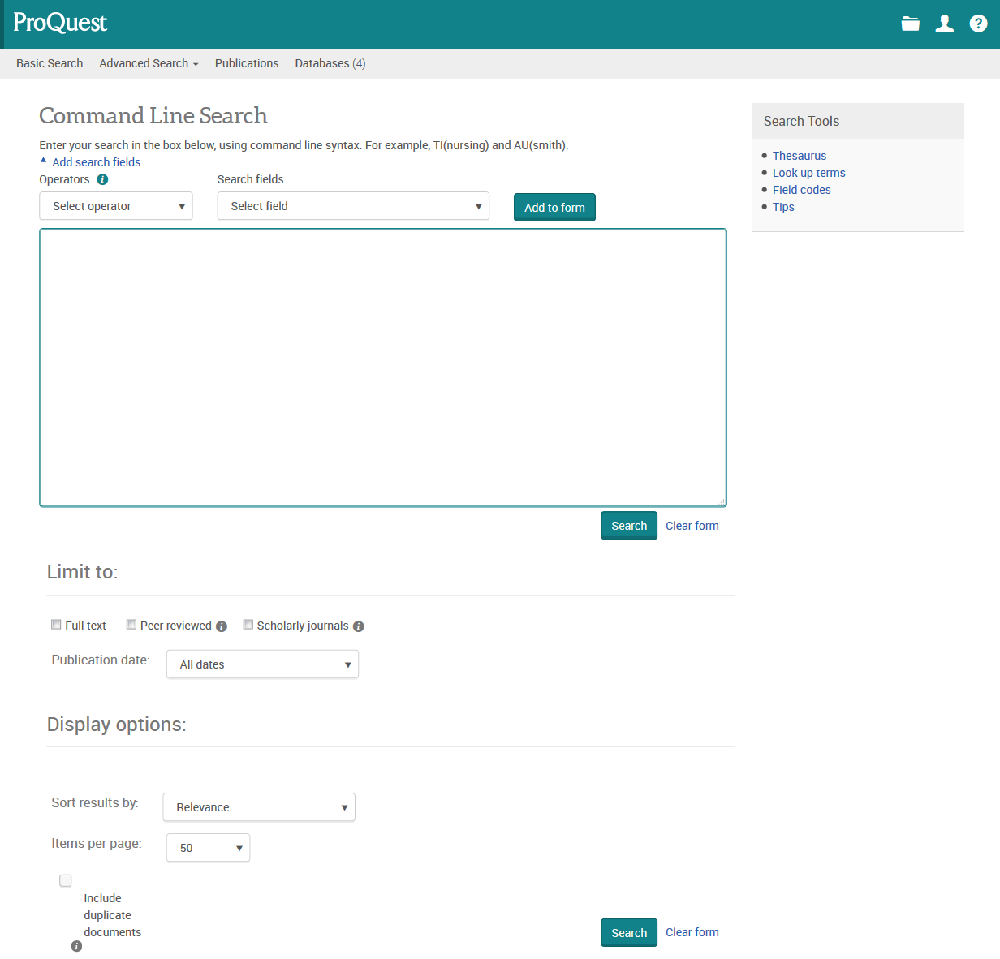 ProQuest
?
Basic Search Advanced Search Publications Databases (4)
Command Line Search
Enter your search in the box below, using command line syntax. For example, TI(nursing) and AU(smith).
Add search fields
Operators: i Search fields:
Select operator Select field Add to form
Search Tools
Thesaurus
Look up terms
Field codes
Tips
Search Clear form
Limit to:
Full text Peer reviewed i Scholarly journals i
Publication date: All dates
Display options:
Sort results by: Relevance
Items per page: 50
Include
duplicate
documents
i
Search Clear form